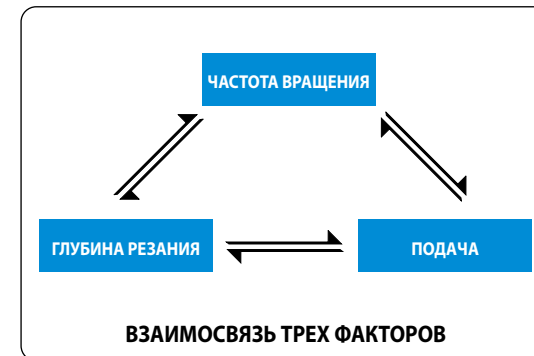 ЧАСТОТА ВРАЩЕНИЯ
ГЛУБИНА РЕЗАНИЯ
ПОДАЧА
ВЗАИМОСВЯЗЬ ТРЕХ ФАКТОРОВ